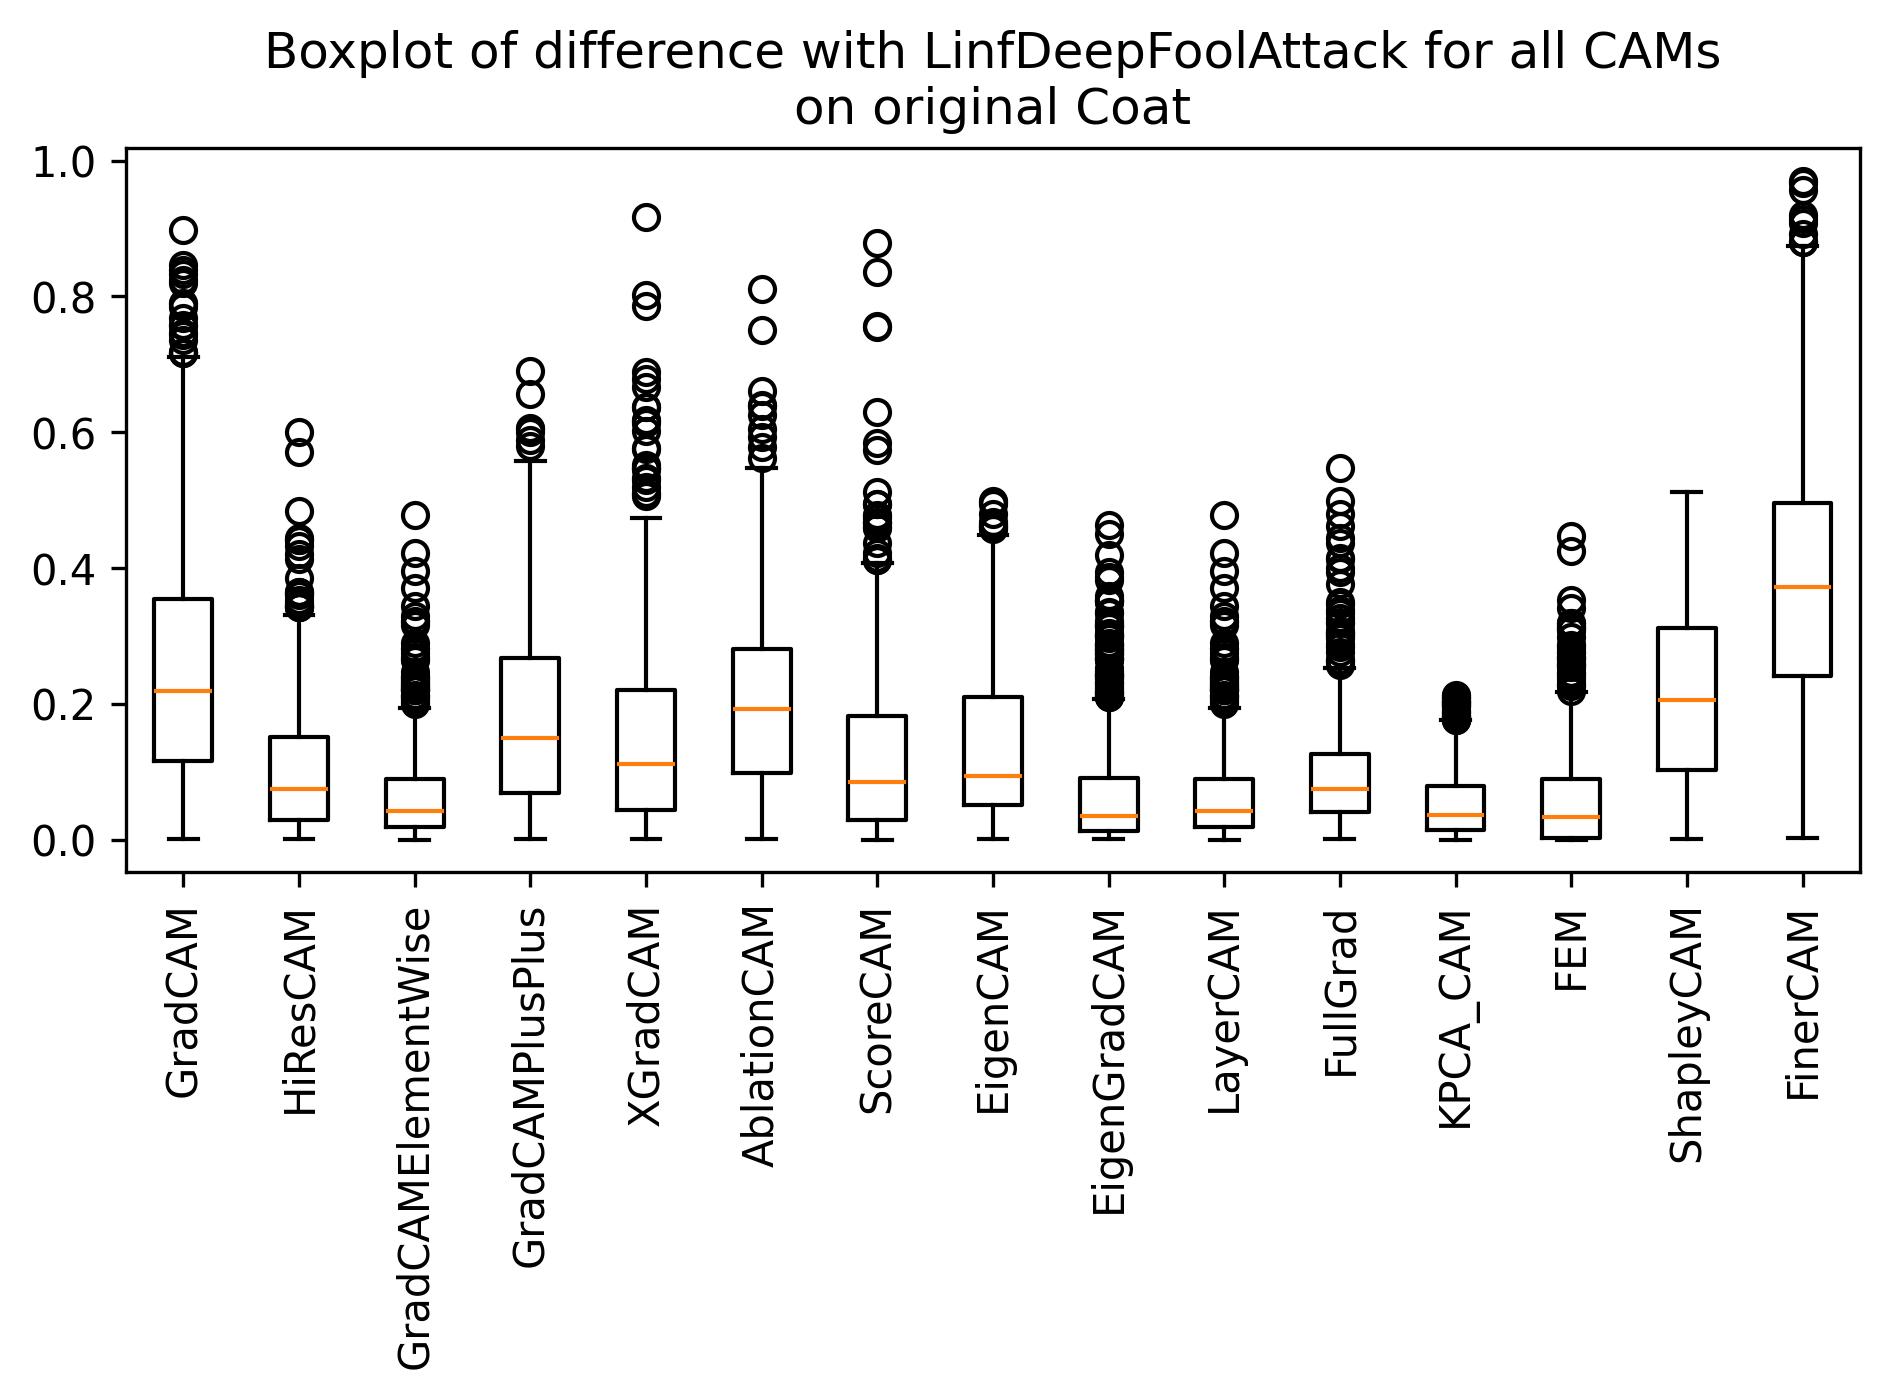 Boxplot of difference with LinfDeepFoolAttack for all CAMs
on original Coat
1.0
0.8
0.6
0.4
0.2
0.0
GradCAM
HiResCAM
GradCAMElementWise
GradCAMPlusPlus
XGradCAM
AblationCAM
ScoreCAM
EigenCAM
EigenGradCAM
LayerCAM
FullGrad
KPCA_CAM
FEM
ShapleyCAM
FinerCAM